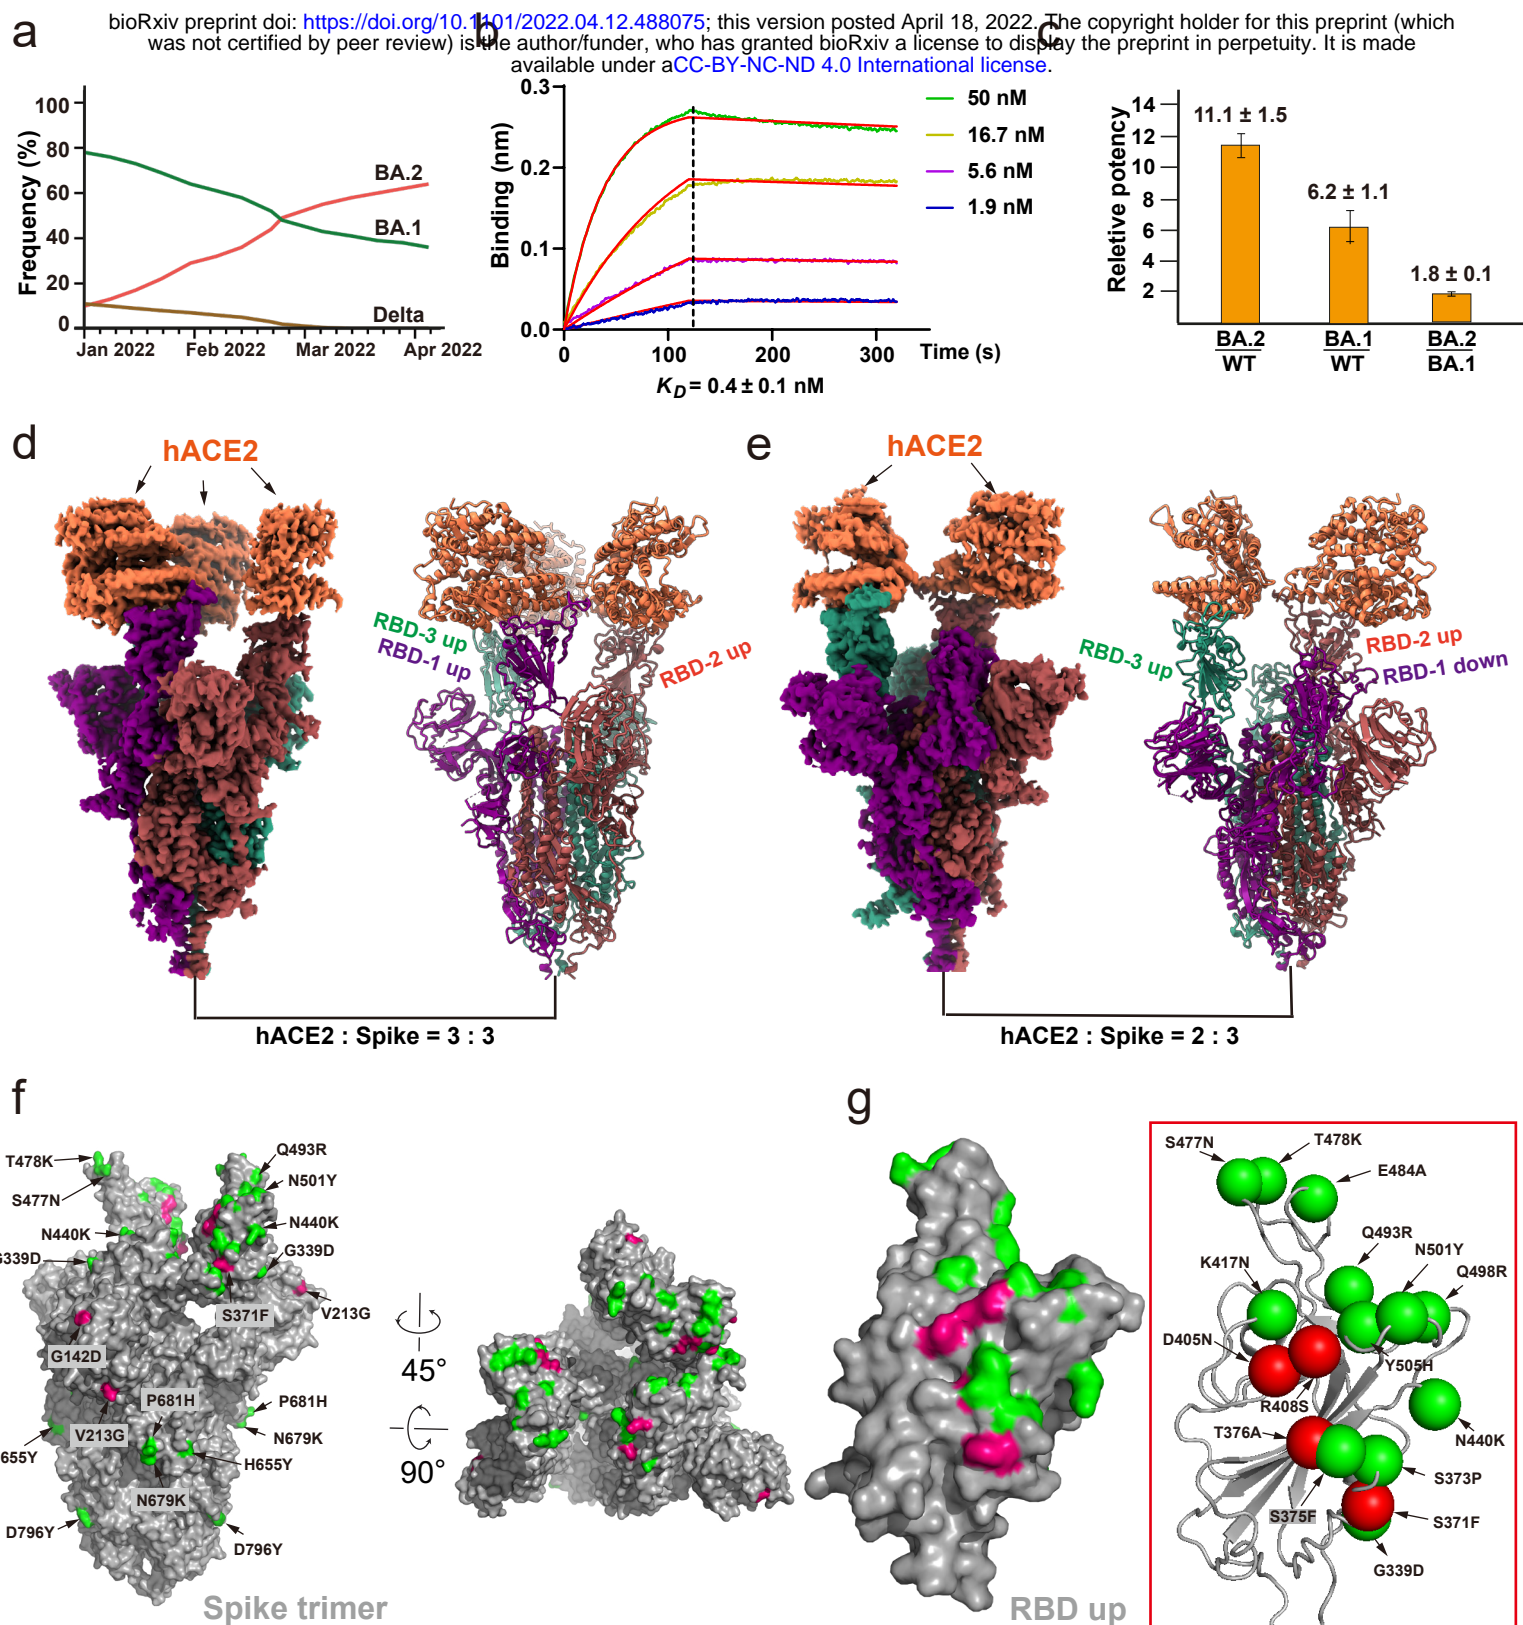 bioRxiv preprint doi: https://doi.org/10.1101/2022.04.12.488075; this version posted April 18, 2022. The copyright holder for this preprint (which
was not certified by peer review) is the author/funder, who has granted bioRxiv a license to display the preprint in perpetuity. It is made
available under aCC-BY-NC-ND 4.0 International license.
a
Frequency (%)
100
80
60
40
20
0
BA.2
BA.1
Delta
Jan 2022
Feb 2022
Mar 2022
Apr 2022
b
Binding (nm)
0.3
0.2
0.1
0.0
50 nM
16.7 nM
5.6 nM
1.9 nM
0
100
200
300
Time (s)
KD = 0.4 ± 0.1 nM
c
Reletive potency
14
12
10
8
6
4
2
11.1 ± 1.5
6.2 ± 1.1
1.8 ± 0.1
BA.2
WT
BA.1
WT
BA.2
BA.1
d
hACE2
RBD-3 up
RBD-1 up
RBD-2 up
hACE2 : Spike = 3 : 3
e
hACE2
RBD-3 up
RBD-2 up
RBD-1 down
hACE2 : Spike = 2 : 3
f
T478K
S477N
N440K
G339D
Q493R
N501Y
N440K
G339D
V213G
S371F
G142D
P681H
V213G
P681H
N679K
H655Y
655Y
N679K
D796Y
D796Y
Spike trimer
45°
90°
g
RBD up
S477N
T478K
E484A
Q493R
N501Y
Q498R
K417N
D405N
R408S
Y505H
T376A
N440K
S373P
S375F
S371F
G339D